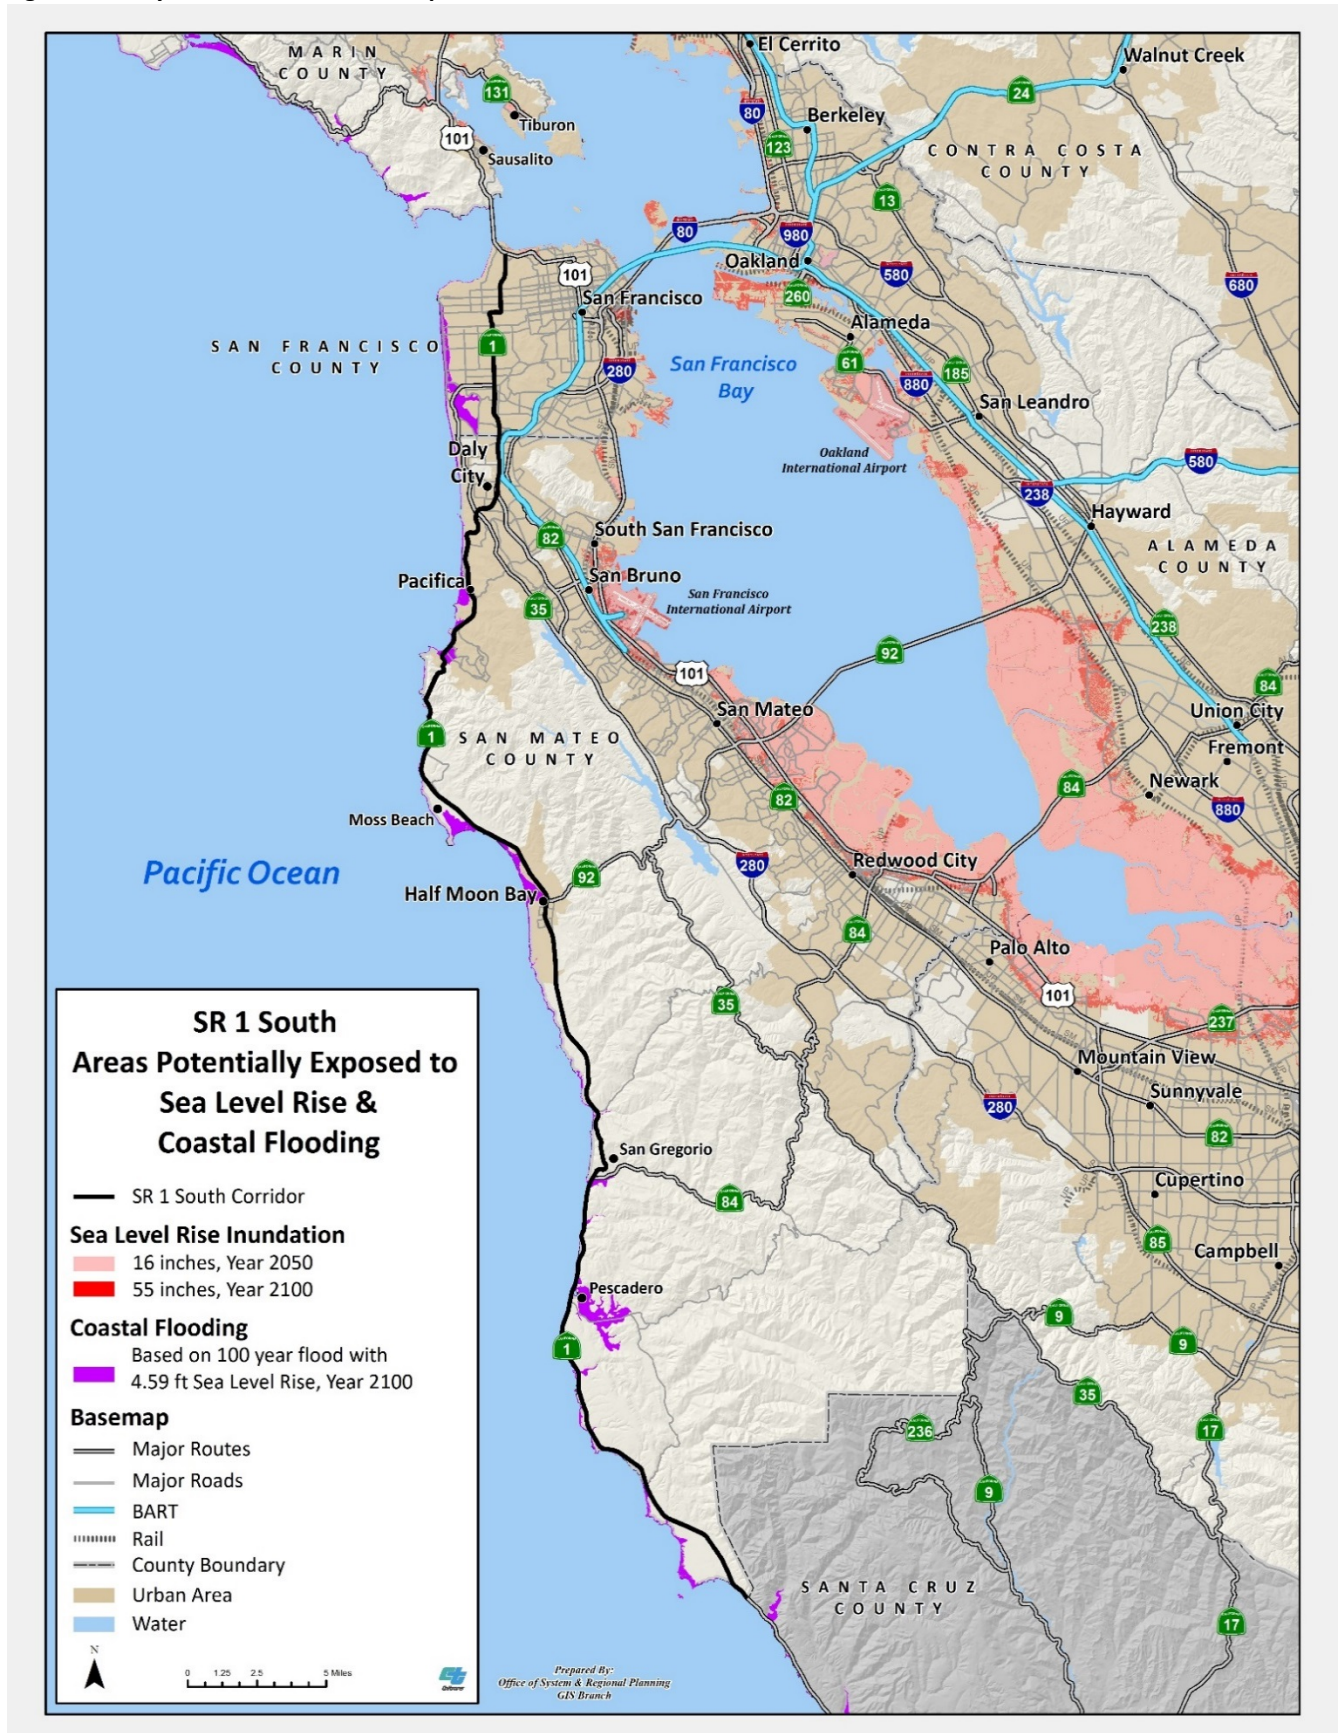 MARIN
COUNTY
El Cerrito
Walnut Creek
131
Tiburon
101
Sausalito
80
24
Berkeley
123
CONTRA COSTA
COUNTY
13
80
980
Oakland
580
680
101
San Francisco
260
Alameda
SAN FRANCISCO
COUNTY
1
280
San Francisco
Bay
61
880
185
San Leandro
Daly
City
Oakland
International Airport
580
238
Hayward
82
South San Francisco
ALAMEDA
COUNTY
Pacifica
San Bruno
San Francisco
International Airport
35
238
92
101
84
San Mateo
Union City
1
SAN MATEO
COUNTY
Fremont
84
Newark
82
880
Moss Beach
Pacific Ocean
92
280
Redwood City
Half Moon Bay
84
Palo Alto
35
101
237
Mountain View
Sunnyvale
280
82
San Gregorio
84
Cupertino
85
Campbell
Pescadero
9
9
1
35
236
17
9
SANTA CRUZ
COUNTY
17
SR 1 South
Areas Potentially Exposed to
Sea Level Rise &
Coastal Flooding
SR 1 South Corridor
Sea Level Rise Inundation
16 inches, Year 2050
55 inches, Year 2100
Coastal Flooding
Based on 100 year flood with
4.59 ft Sea Level Rise, Year 2100
Basemap
Major Routes
Major Roads
BART
Rail
County Boundary
Urban Area
Water
N
0 1.25 2.5 5 Miles
Prepared By:
Office of System & Regional Planning
GIS Branch